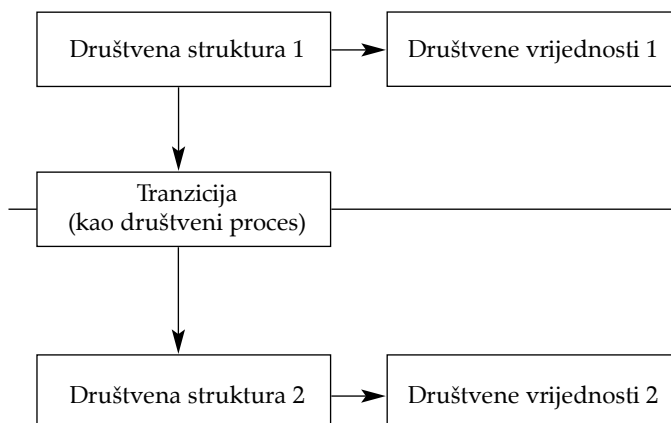 Društvena struktura 1
Društvene vrijednosti 1
Tranzicija
(kao društveni proces)
Društvena struktura 2
Društvene vrijednosti 2